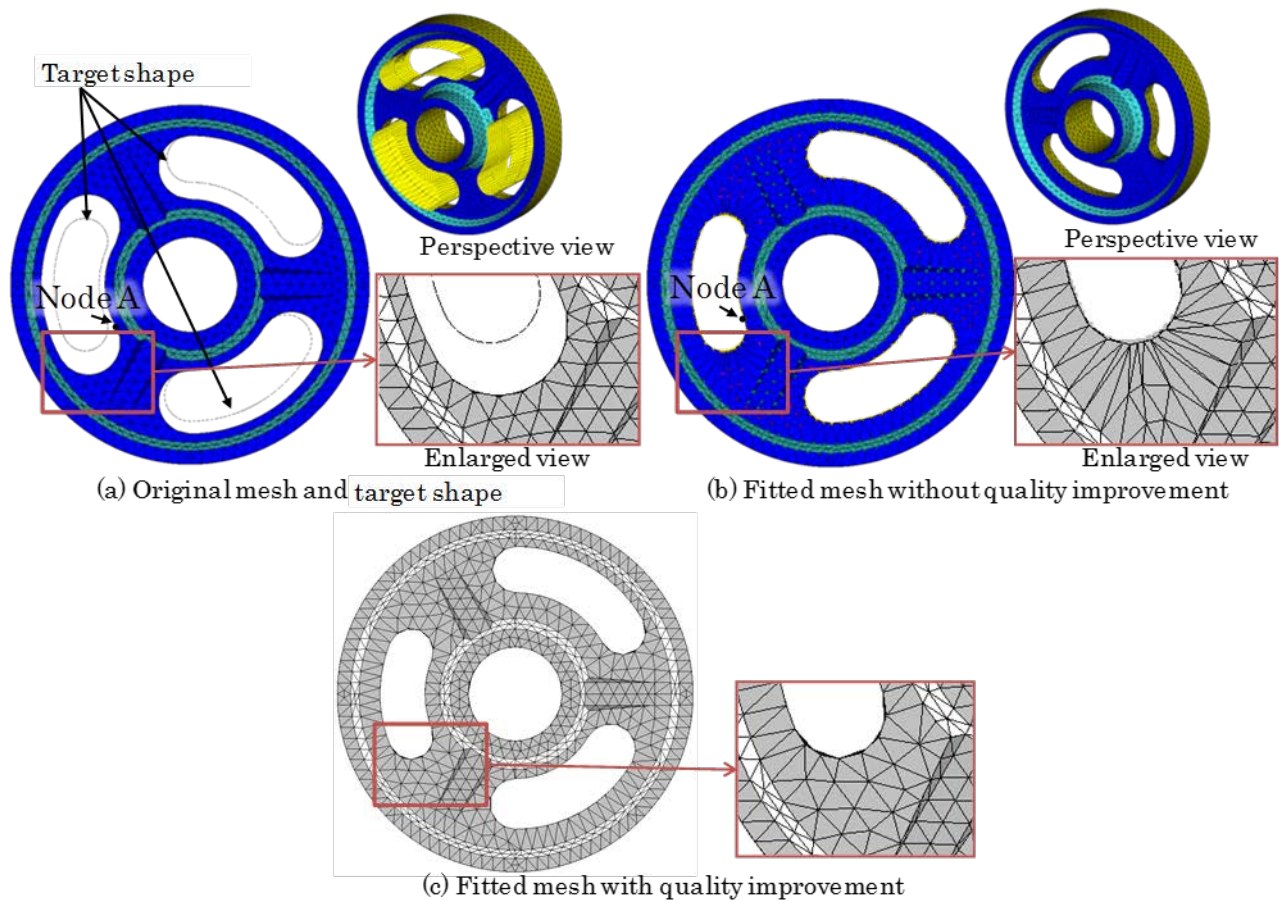 Target shape
Node A
Perspective view
Enlarged view
(a) Original mesh and target shape
Node A
Perspective view
Enlarged view
(b) Fitted mesh without quality improvement
(c) Fitted mesh with quality improvement